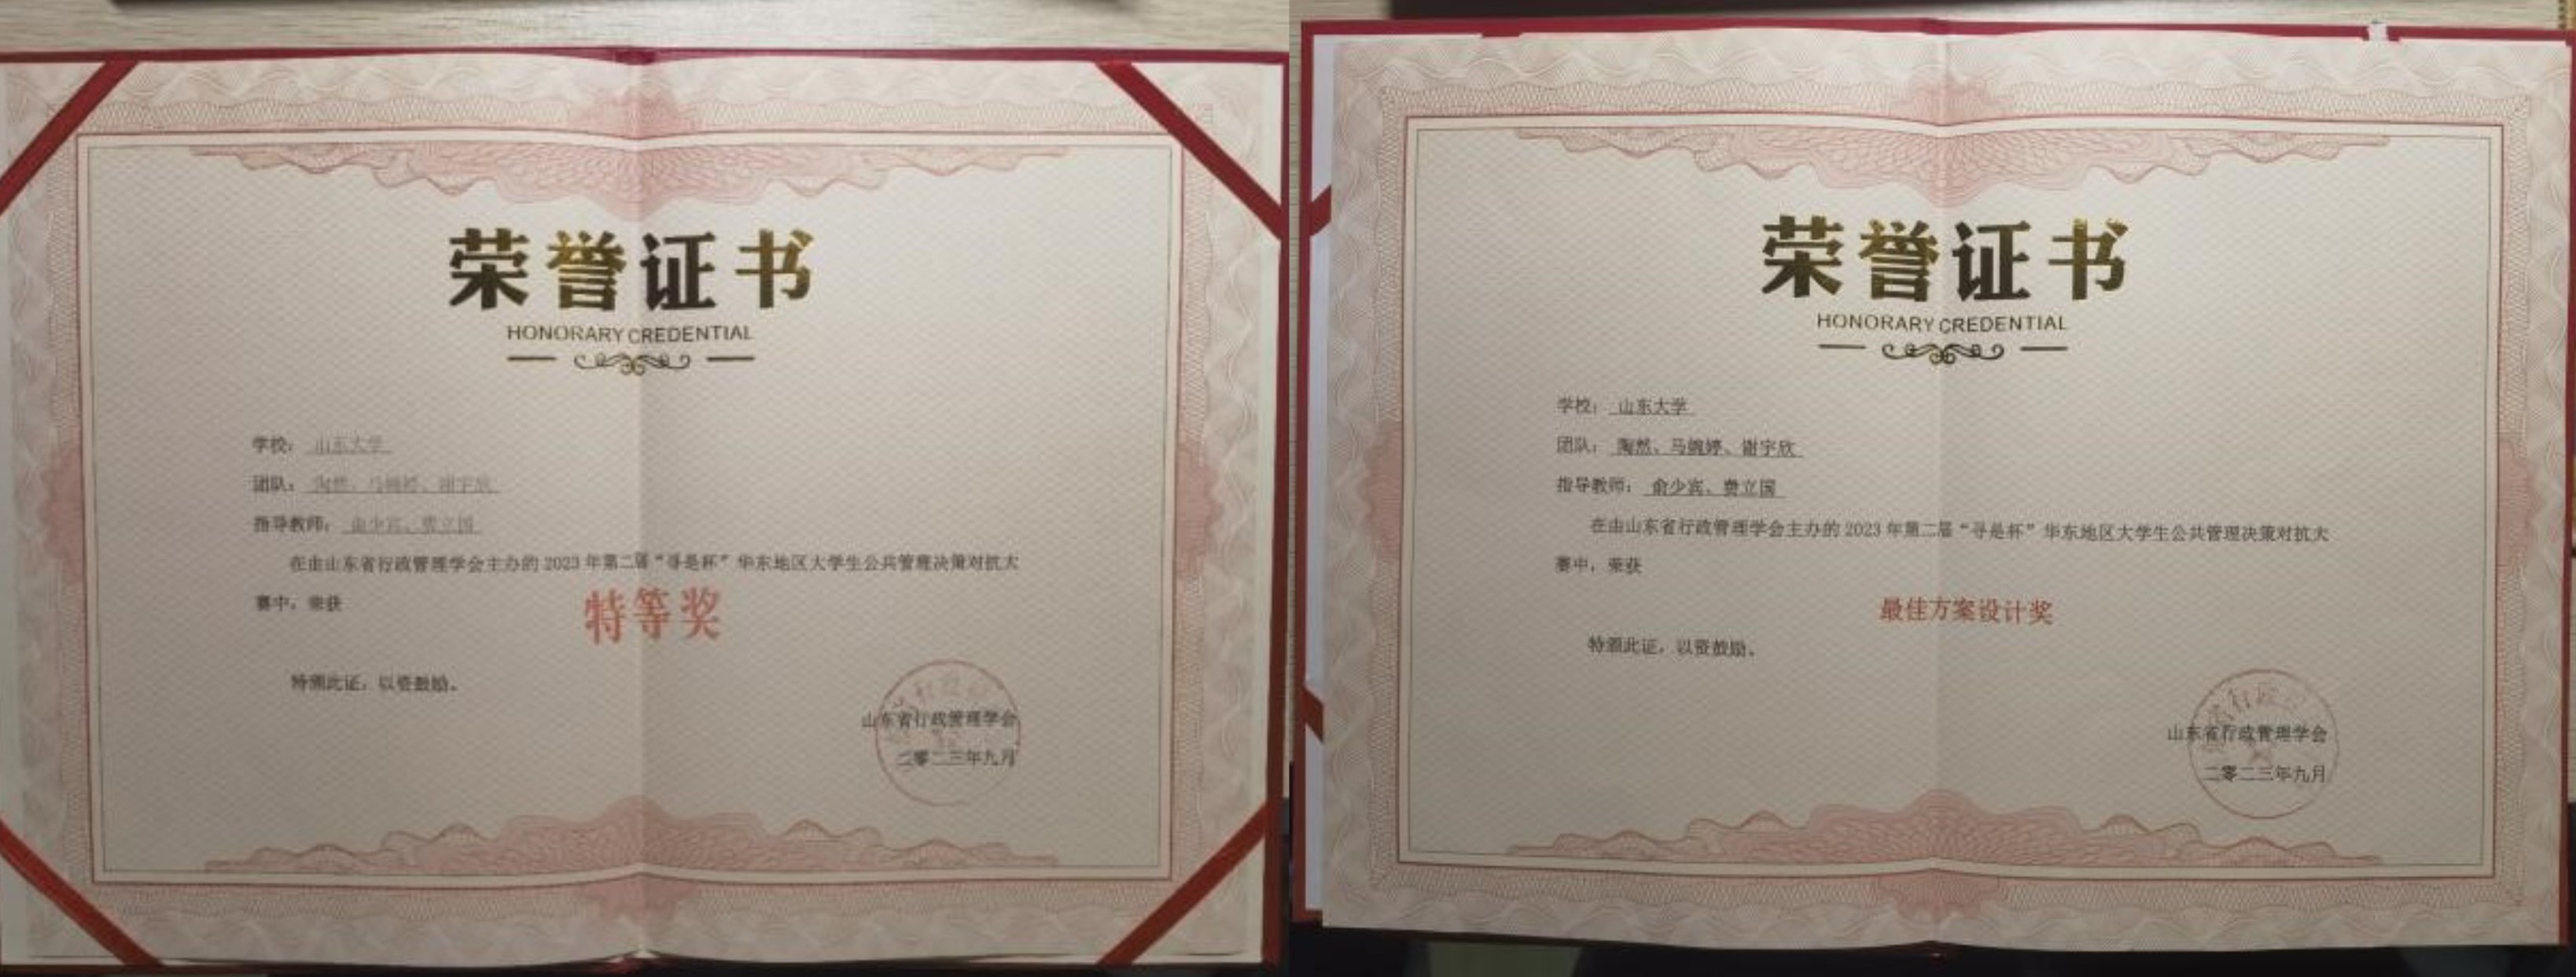 荣誉证书
HONORARY CREDENTIAL
学校：山东大学
团队：陶然、马婉婷、谢宇欣
指导教师：俞少宾、费立国
在由山东省行政管理学会主办的 2023 年第二届“寻是杯”华东地区大学生公共管理决策对抗大
赛中，荣获
特等奖
特颁此证，以资鼓励。
山东省行政管理学会
二零二三年九月
荣誉证书
HONORARY CREDENTIAL
学校：山东大学
团队：陶然、马婉婷、谢宇欣
指导教师：俞少宾、费立国
在由山东省行政管理学会主办的 2023 年第二届“寻是杯”华东地区大学生公共管理决策对抗大
赛中，荣获
最佳方案设计奖
特颁此证，以资鼓励。
山东省行政管理学会
二零二三年九月